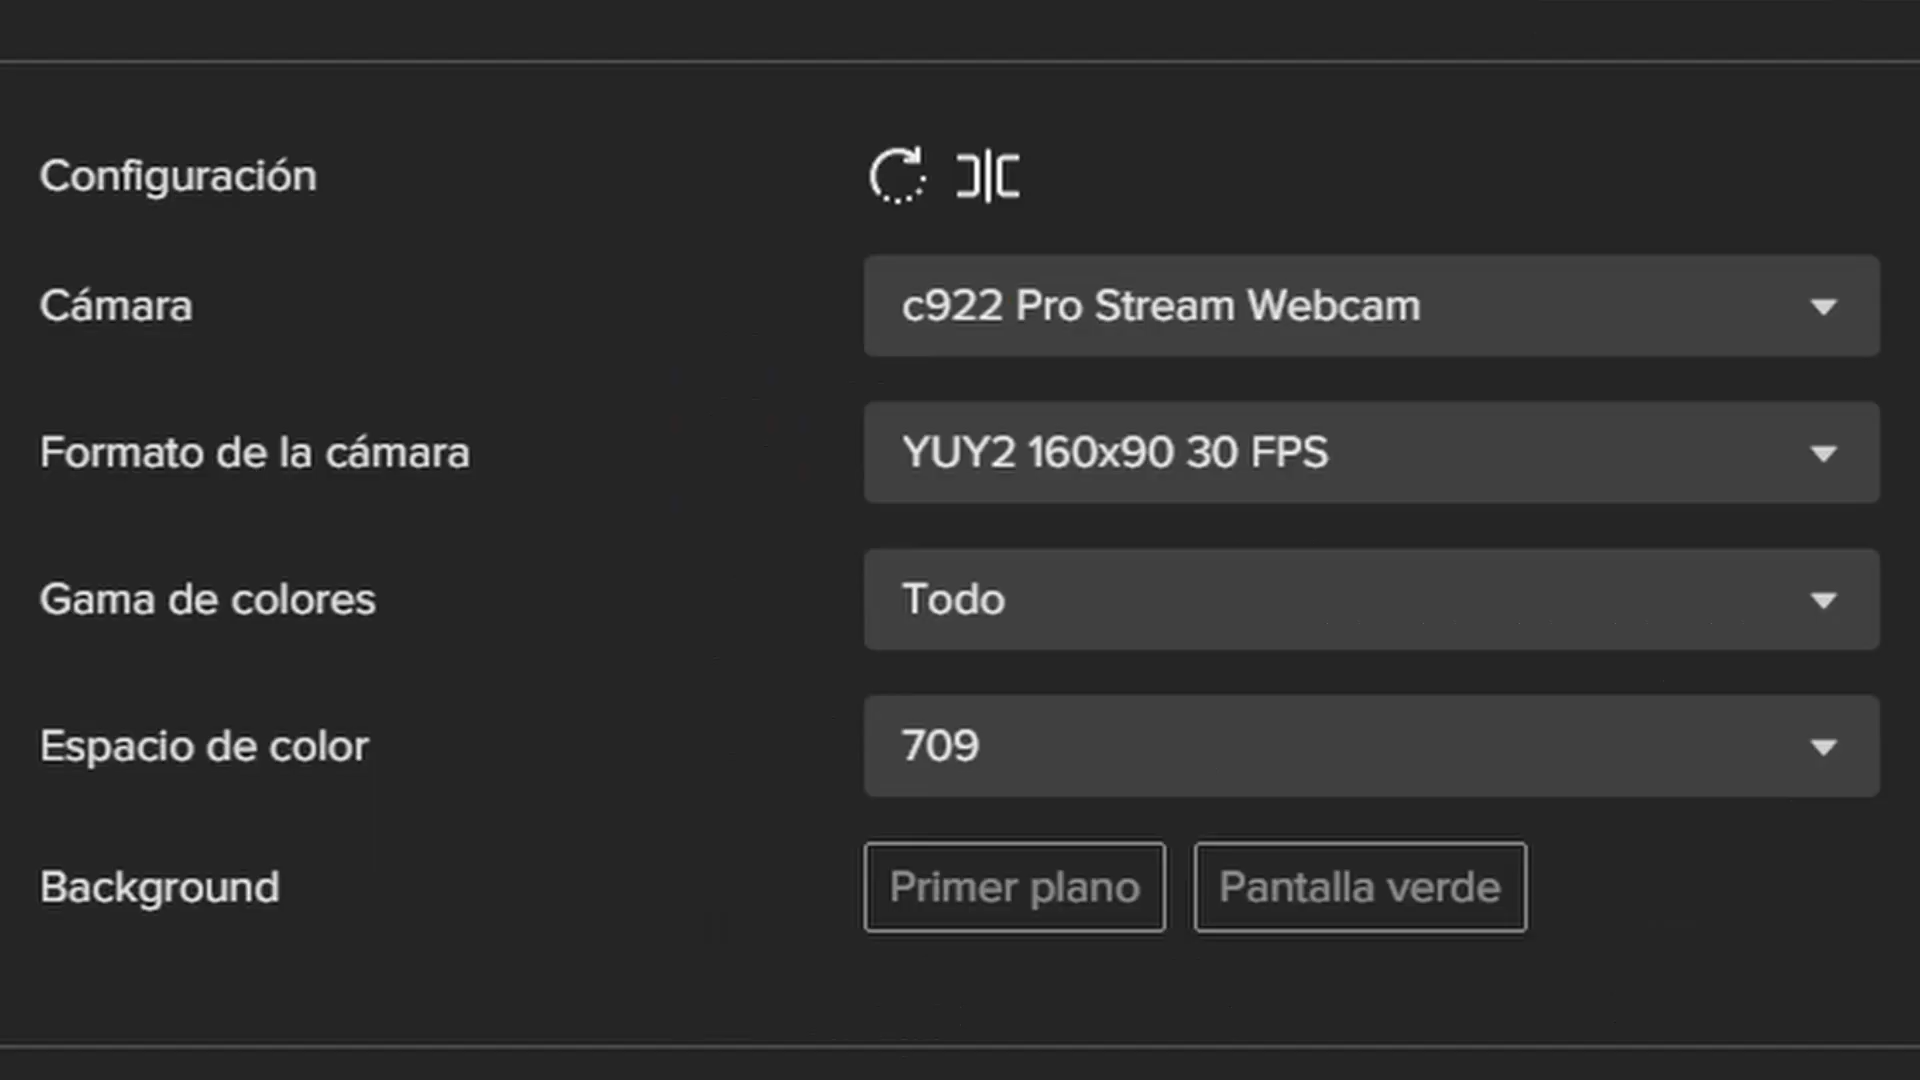 Configuración
Cámara
c922 Pro Stream Webcam
Formato de la cámara
YUY2 160x90 30 FPS
Gama de colores
Todo
Espacio de color
709
Background
Primer plano
Pantalla verde